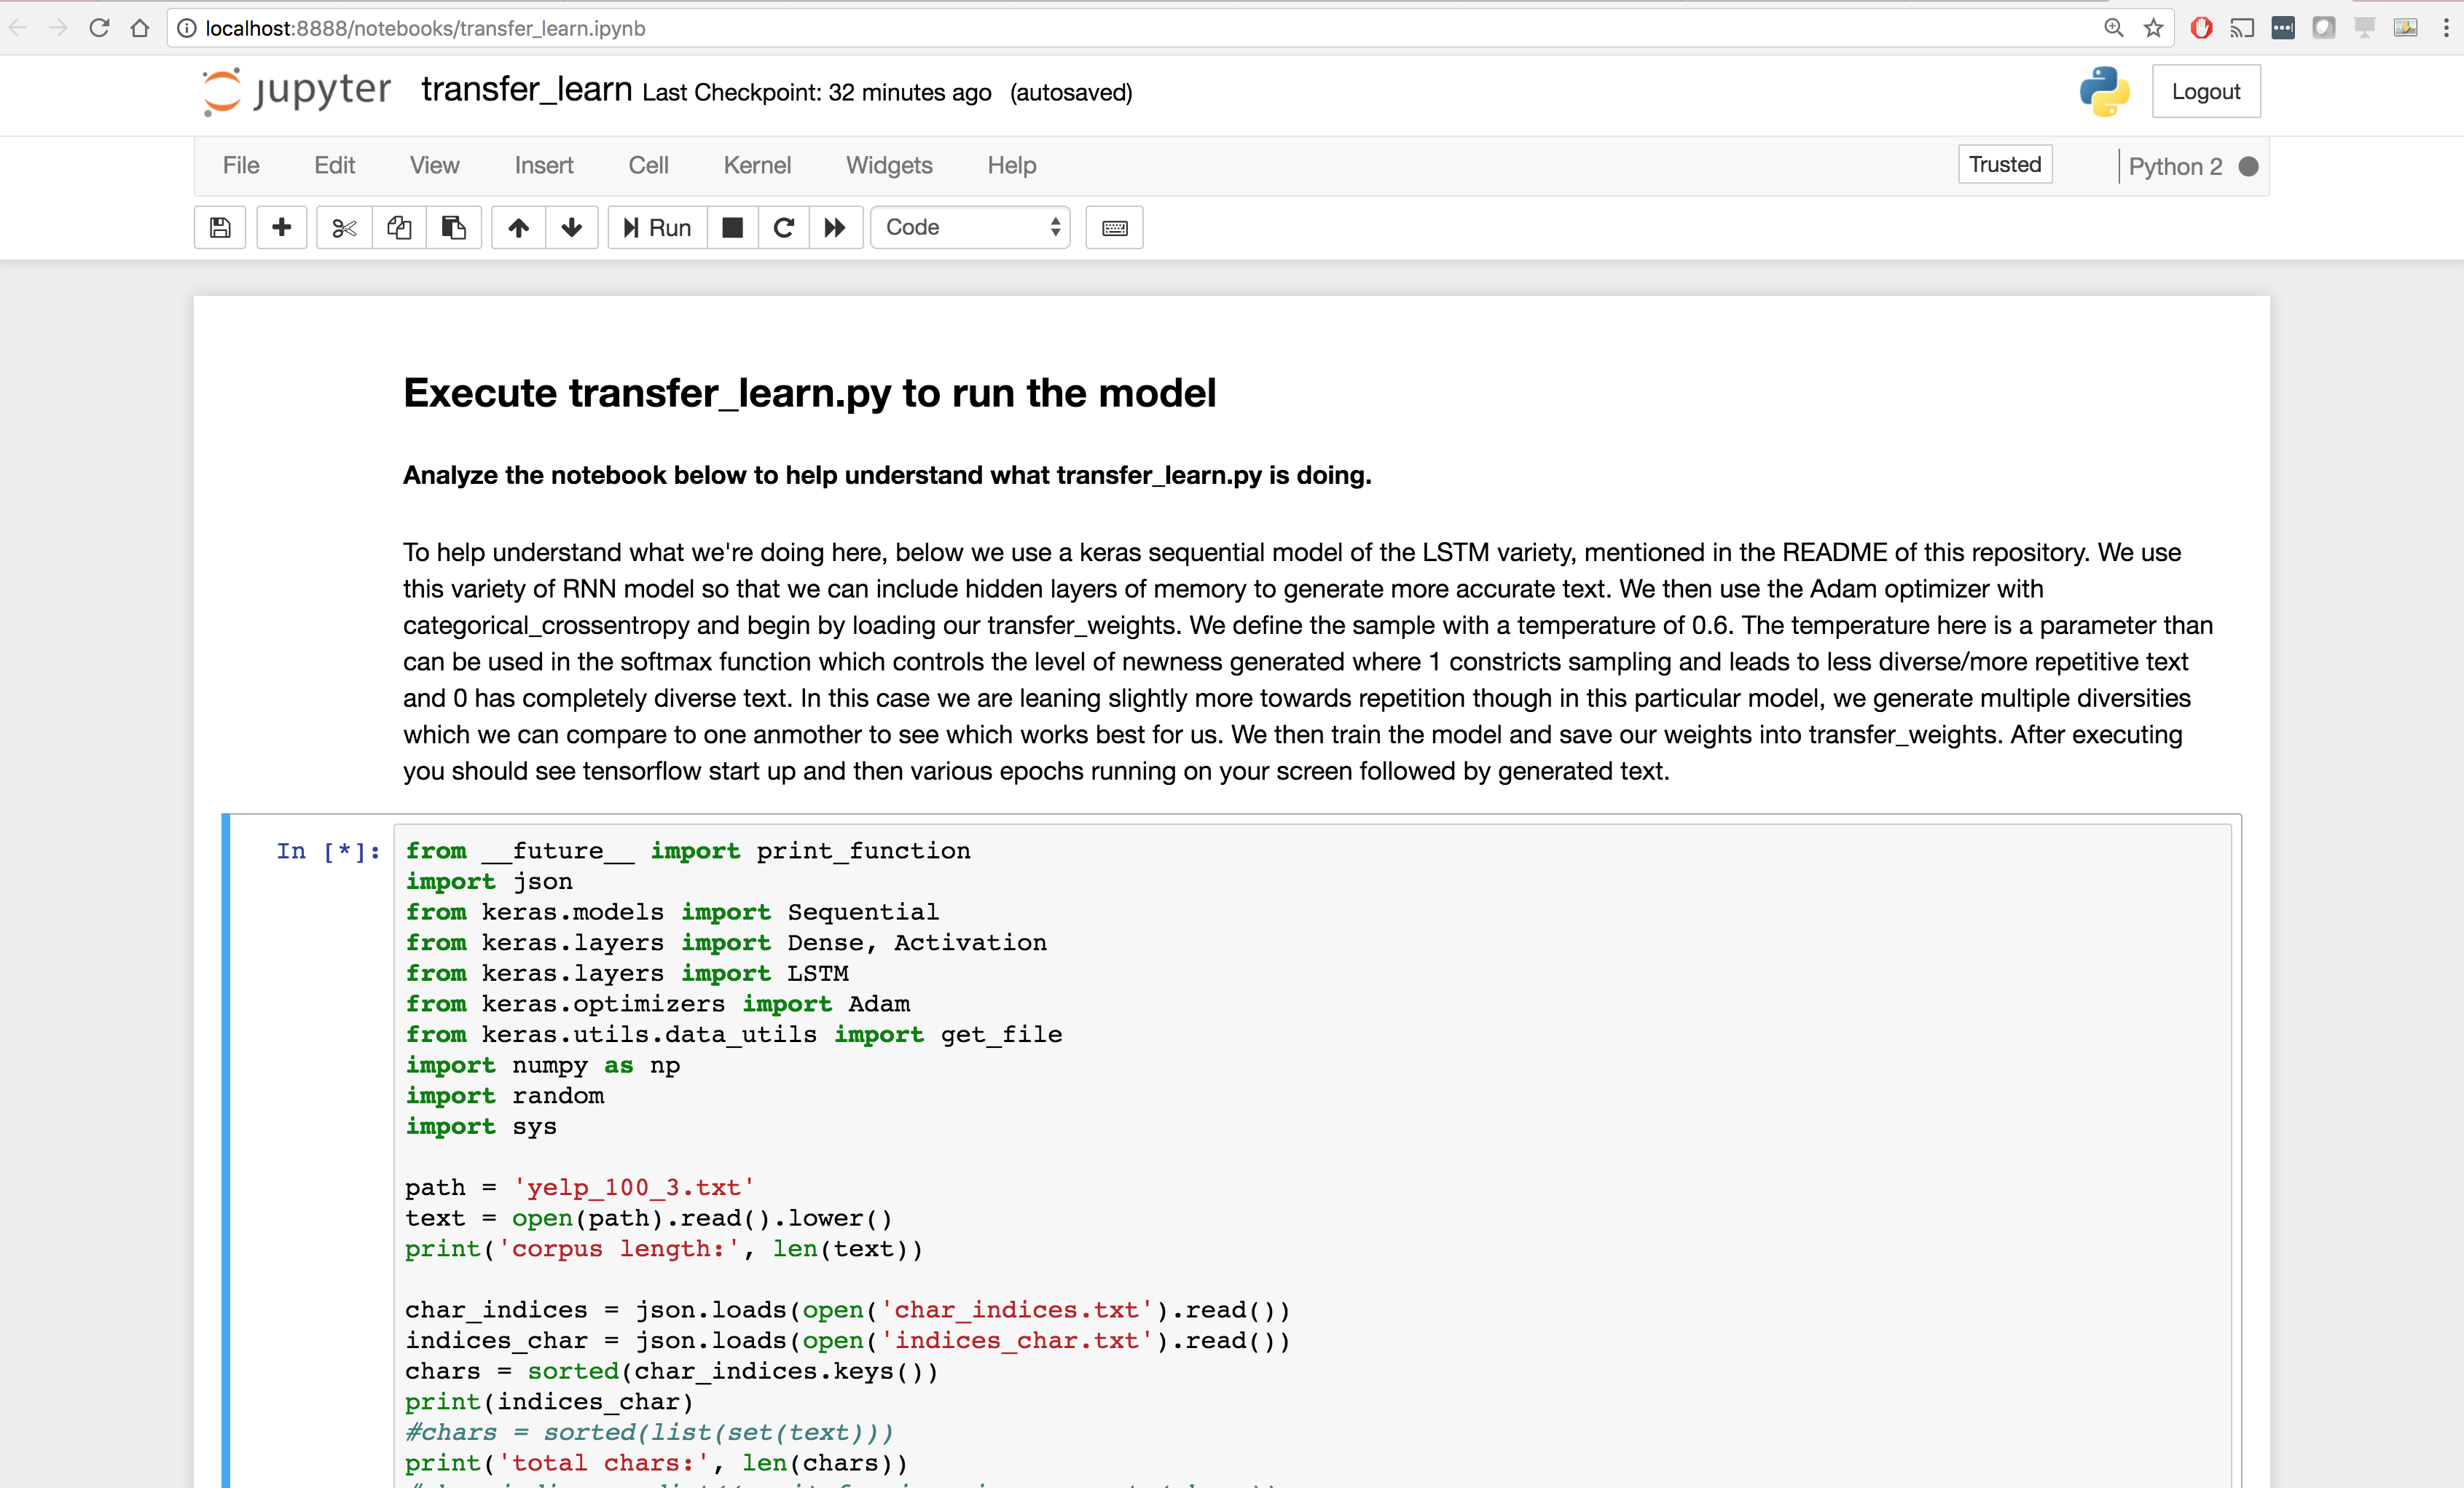 localhost:8888/notebooks/transfer_learn.ipynb
jupyter transfer_learn Last Checkpoint: 32 minutes ago (autosaved) Logout
File Edit View Insert Cell Kernel Widgets Help Trusted Python 2
Run Code
Execute transfer_learn.py to run the model
Analyze the notebook below to help understand what transfer_learn.py is doing.
To help understand what we're doing here, below we use a keras sequential model of the LSTM variety, mentioned in the README of this repository. We use
this variety of RNN model so that we can include hidden layers of memory to generate more accurate text. We then use the Adam optimizer with
categorical_crossentropy and begin by loading our transfer_weights. We define the sample with a temperature of 0.6. The temperature here is a parameter than
can be used in the softmax function which controls the level of newness generated where 1 constricts sampling and leads to less diverse/more repetitive text
and 0 has completely diverse text. In this case we are leaning slightly more towards repetition though in this particular model, we generate multiple diversities
which we can compare to one anmother to see which works best for us. We then train the model and save our weights into transfer_weights. After executing
you should see tensorflow start up and then various epochs running on your screen followed by generated text.
In [*]: from __future__ import print_function
import json
from keras.models import Sequential
from keras.layers import Dense, Activation
from keras.layers import LSTM
from keras.optimizers import Adam
from keras.utils.data_utils import get_file
import numpy as np
import random
import sys
path = 'yelp_100_3.txt'
text = open(path).read().lower()
print('corpus length:', len(text))
char_indices = json.loads(open('char_indices.txt').read())
indices_char = json.loads(open('indices_char.txt').read())
chars = sorted(char_indices.keys())
print(indices_char)
#chars = sorted(list(set(text)))
print('total chars:', len(chars))